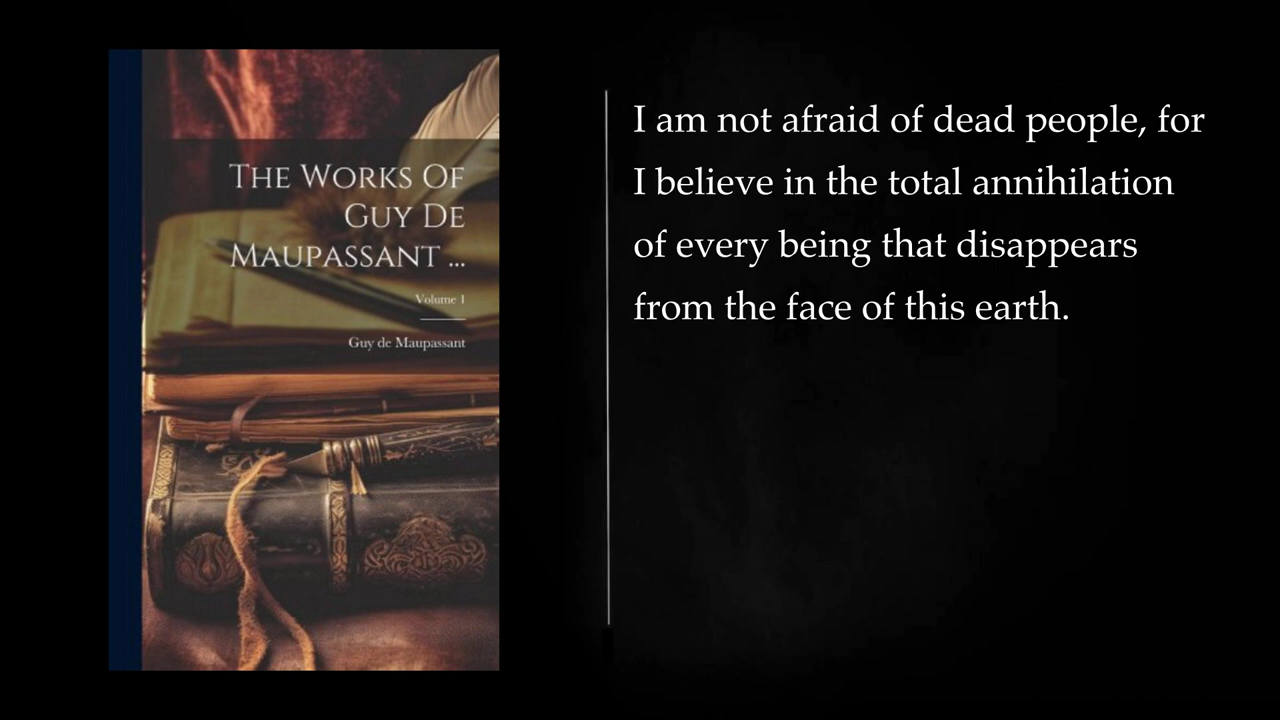 The Works Of
Guy De
Maupassant ...
Volume 1
Guy de Maupassant
I am not afraid of dead people, for
I believe in the total annihilation
of every being that disappears
from the face of this earth.